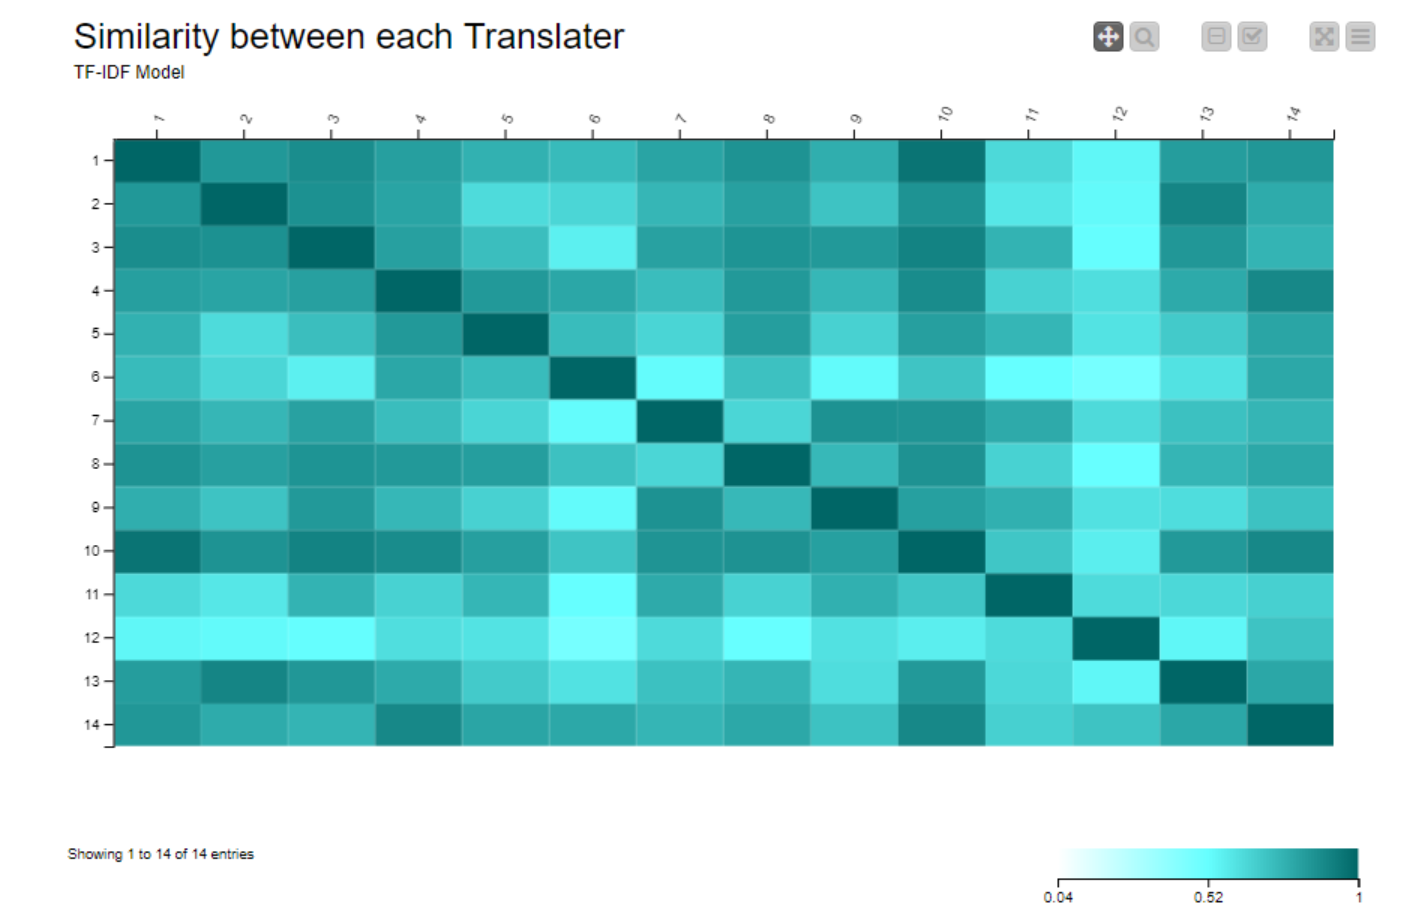 Similarity between each Translater
TF-IDF Model
1 2 3 4 5 6 7 8 9 10 11 12 13 14
1
2
3
4
5
6
7
8
9
10
11
12
13
14
Showing 1 to 14 of 14 entries
0.04 0.52 1